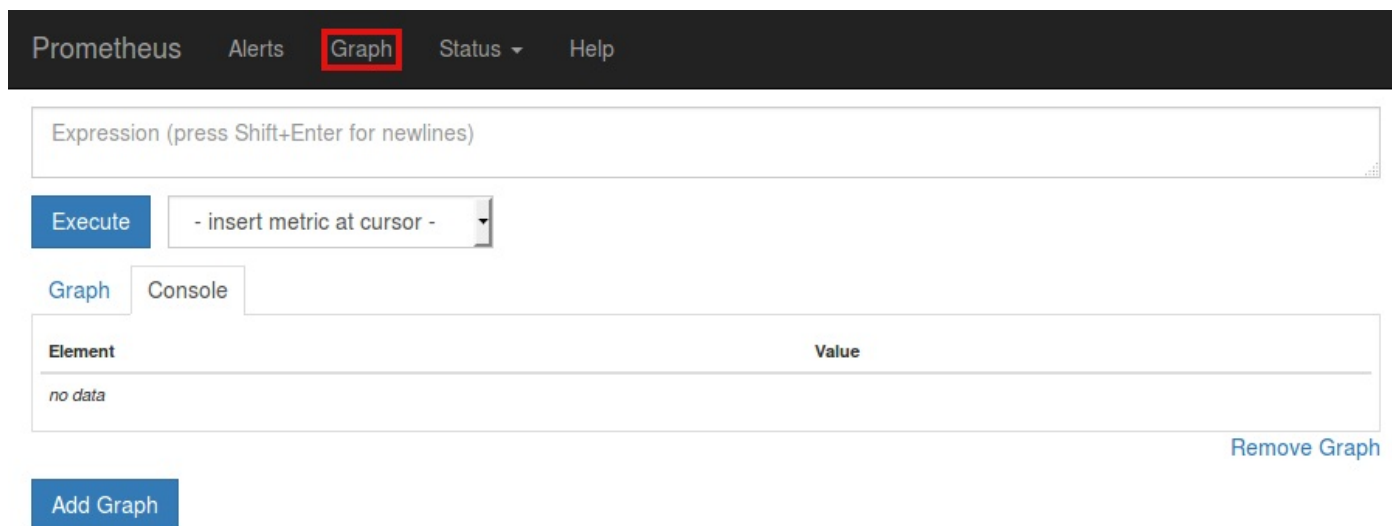 Prometheus Alerts Graph Status Help
Expression (press Shift+Enter for newlines)
Execute - insert metric at cursor -
Graph Console
Element Value
no data
Remove Graph
Add Graph